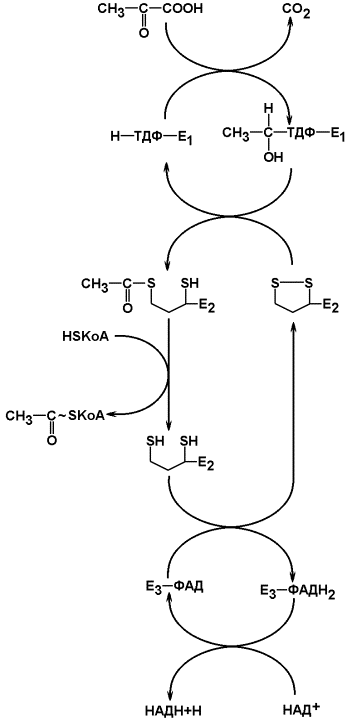 CH₃—C—COOH CO₂
O
H
H—ТДФ—E₁ CH₃—C—ТДФ—E₁
OH
CH₃—C—S SH S—S
O E₂ E₂
HSKoA
CH₃—C~SKoA
O
SH SH
E₂
E₃—ФАД E₃—ФАДН₂
НАДН+Н НАД⁺